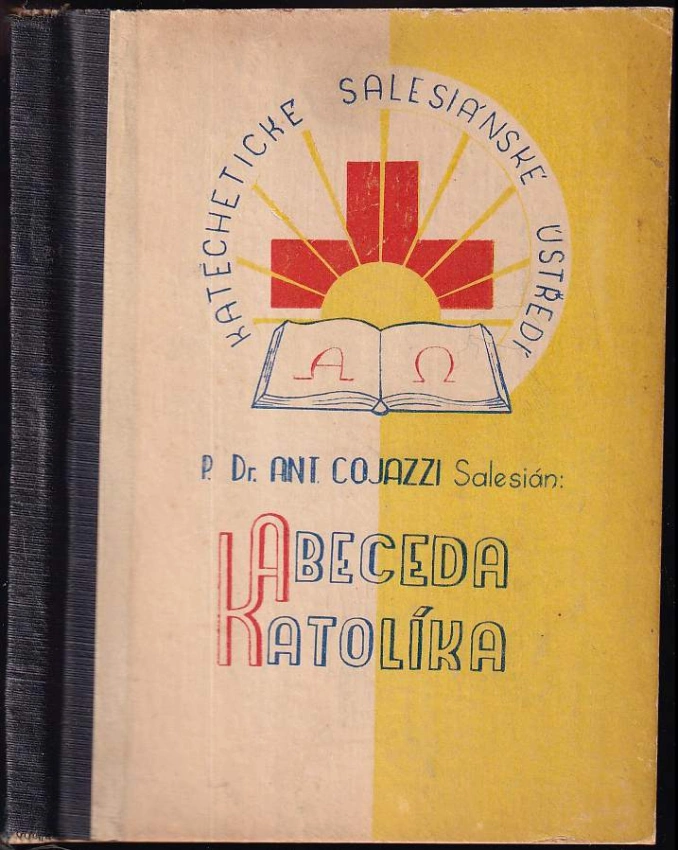 KATECHETICKÉ SALESIÁNSKÉ ÚSTŘEDÍ
A Ω
P. Dr. ANT. COJAZZI Salesián:
ABECEDA
KATOLÍKA